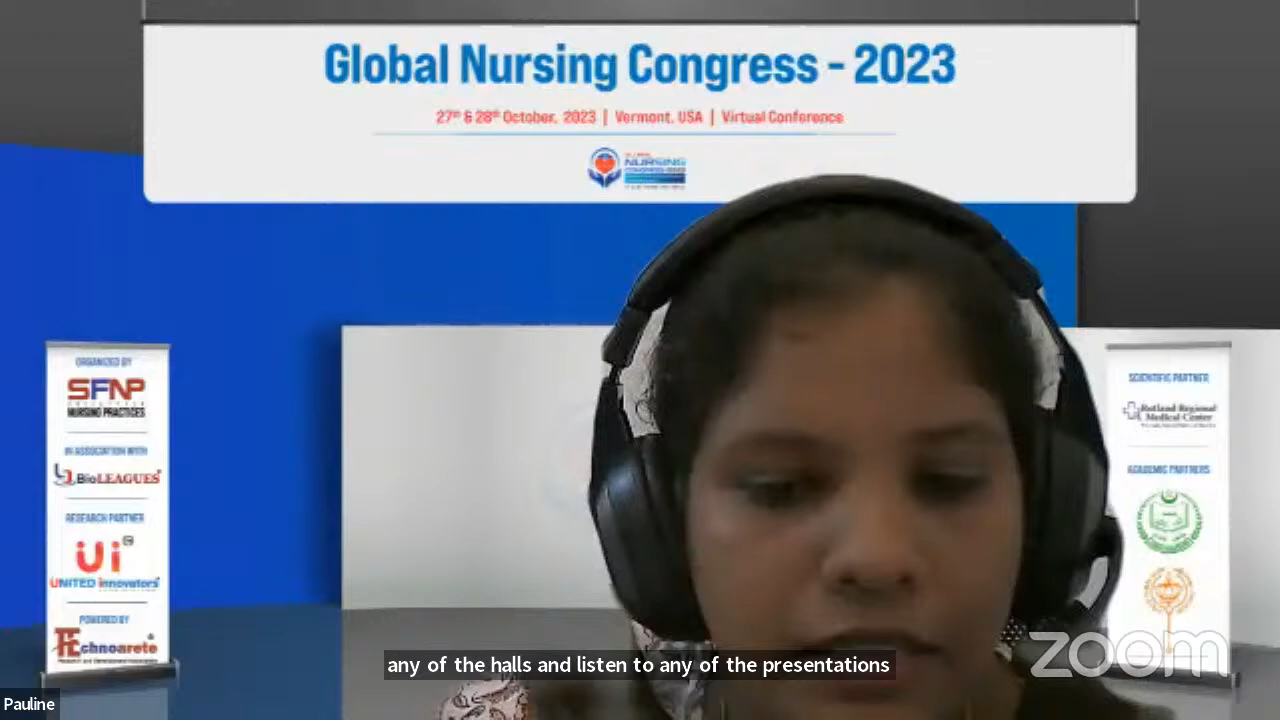 Global Nursing Congress - 2023
27th & 28th October, 2023 | Vermont, USA | Virtual Conference
NURSING
ORGANIZED BY
SFNP
NURSING PRACTICES
IN ASSOCIATION WITH
BioLEAGUES
RESEARCH PARTNER
Ui
UNITED innovators
POWERED BY
TEchnoarete
SCIENTIFIC PARTNER
Rutland Regional
Medical Center
ACADEMIC PARTNERS
any of the halls and listen to any of the presentations
zoom
Pauline